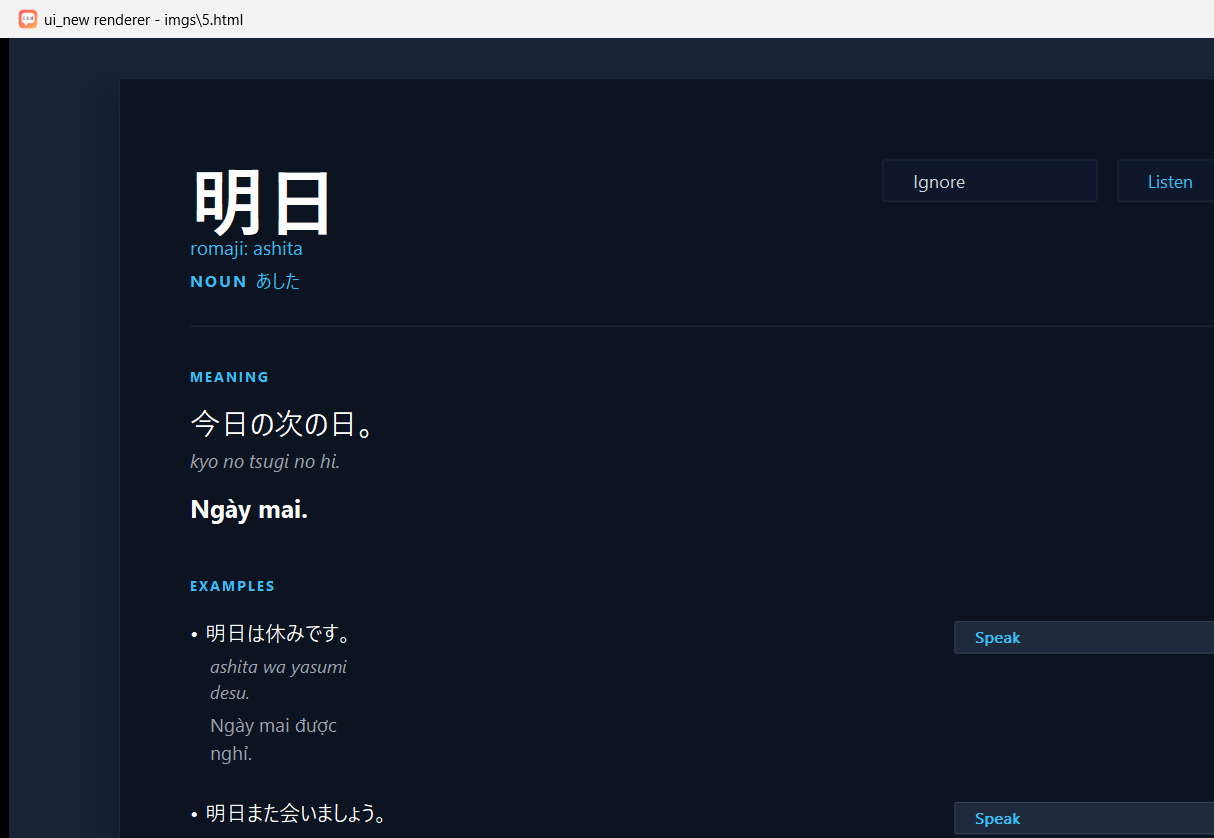 ui_new renderer - imgs\5.html
明日
Ignore
Listen
romaji: ashita
NOUN あした
MEANING
今日の次の日。
kyo no tsugi no hi.
Ngày mai.
EXAMPLES
• 明日は休みです。
Speak
ashita wa yasumi
desu.
Ngày mai được
nghỉ.
• 明日また会いましょう。
Speak